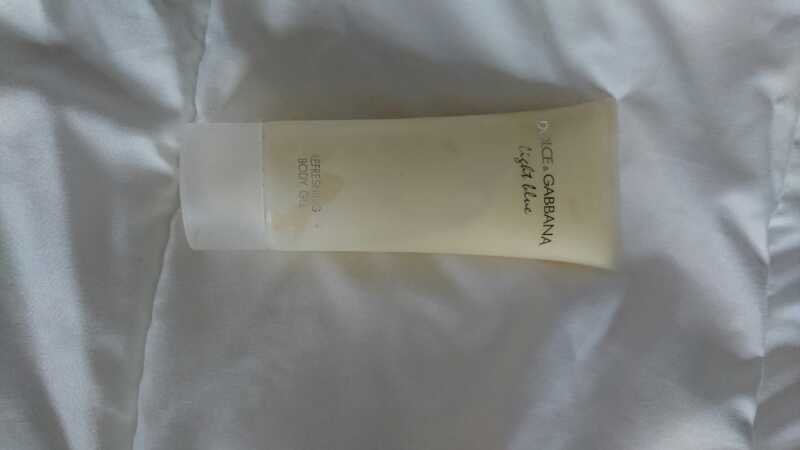 DOLCE & GABBANA
light blue
REFRESHING
BODY GEL